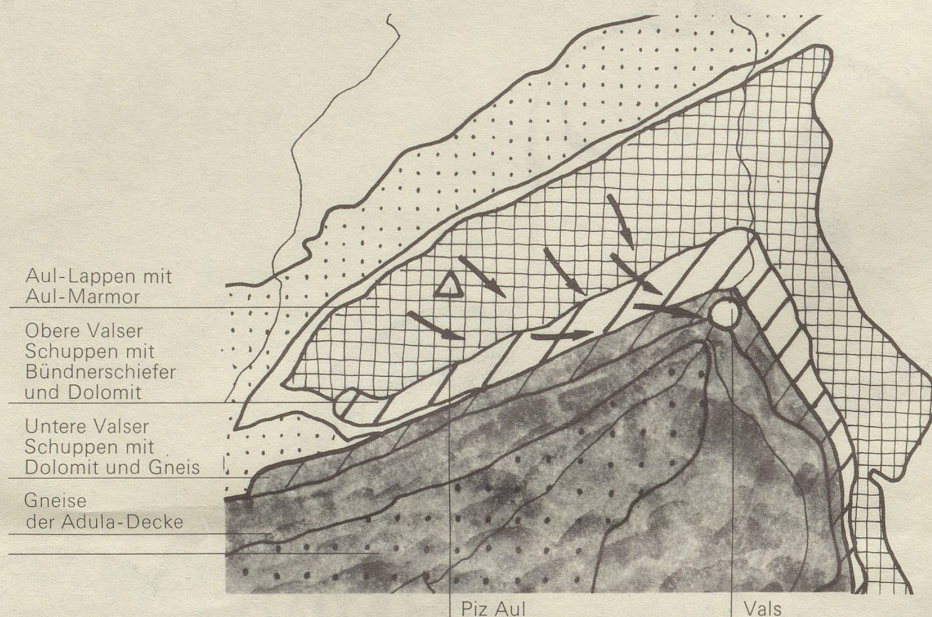 Aul-Lappen mit
Aul-Marmor
Obere Valser
Schuppen mit
Bündnerschiefer
und Dolomit
Untere Valser
Schuppen mit
Dolomit und Gneis
Gneise
der Adula-Decke
Piz Aul
Vals